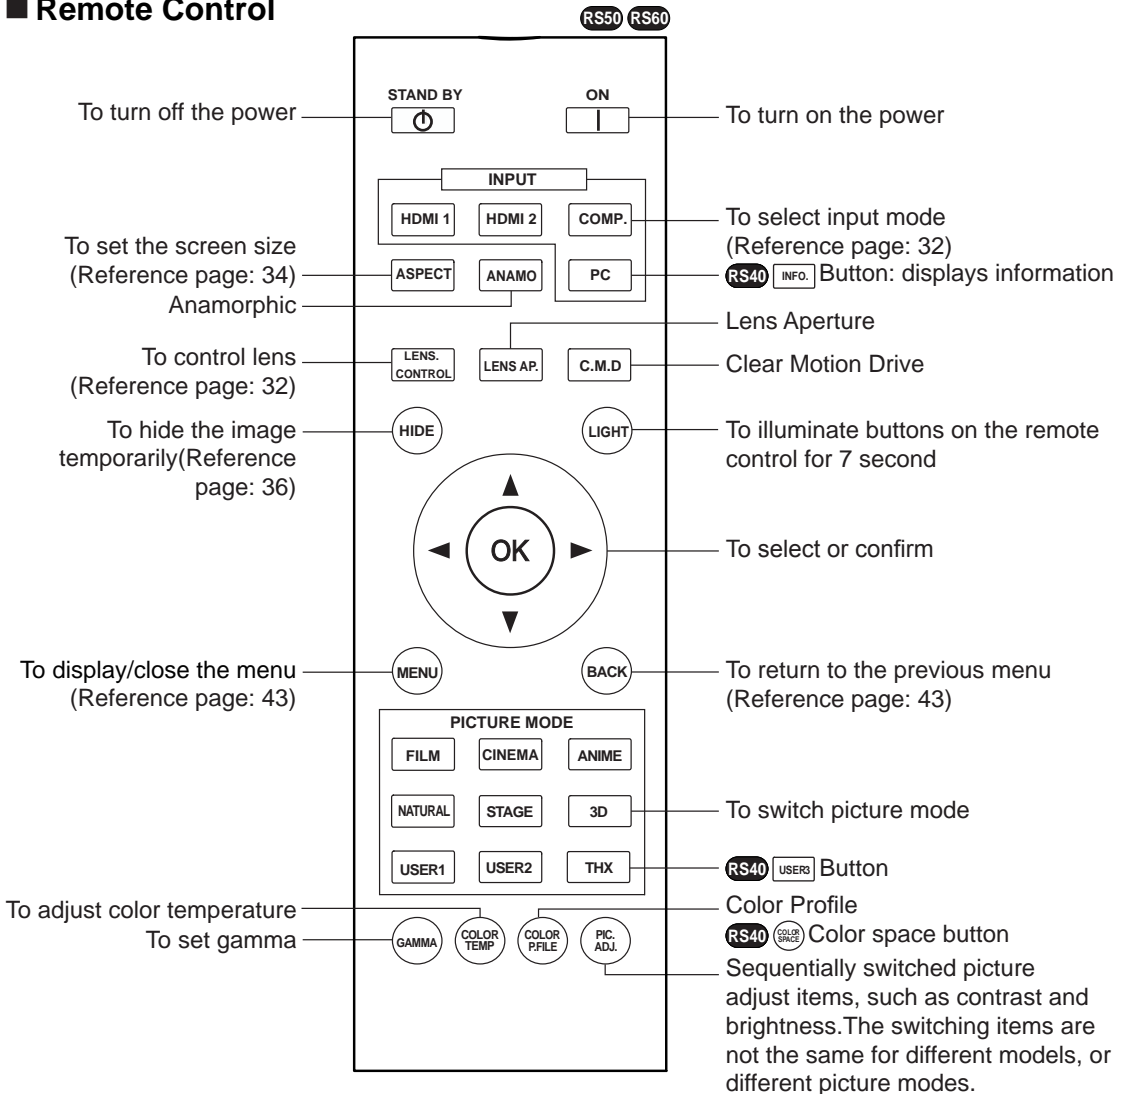 ■ Remote Control
RS50 RS60
STAND BY
ON
To turn off the power
To turn on the power
INPUT
HDMI 1
HDMI 2
COMP.
To select input mode
(Reference page: 32)
To set the screen size
(Reference page: 34)
ASPECT
ANAMO
PC
RS40 INFO. Button: displays information
Anamorphic
Lens Aperture
To control lens
(Reference page: 32)
LENS.
CONTROL
LENS AP.
C.M.D
Clear Motion Drive
To hide the image
temporarily(Reference
page: 36)
HIDE
LIGHT
To illuminate buttons on the remote
control for 7 second
OK
To select or confirm
To display/close the menu
(Reference page: 43)
MENU
BACK
To return to the previous menu
(Reference page: 43)
PICTURE MODE
FILM
CINEMA
ANIME
NATURAL
STAGE
3D
To switch picture mode
USER1
USER2
THX
RS40 USER3 Button
To adjust color temperature
To set gamma
GAMMA
COLOR
TEMP
COLOR
P.FILE
PIC.
ADJ.
Color Profile
RS40 COLOR SPACE Color space button
Sequentially switched picture
adjust items, such as contrast and
brightness.The switching items are
not the same for different models, or
different picture modes.